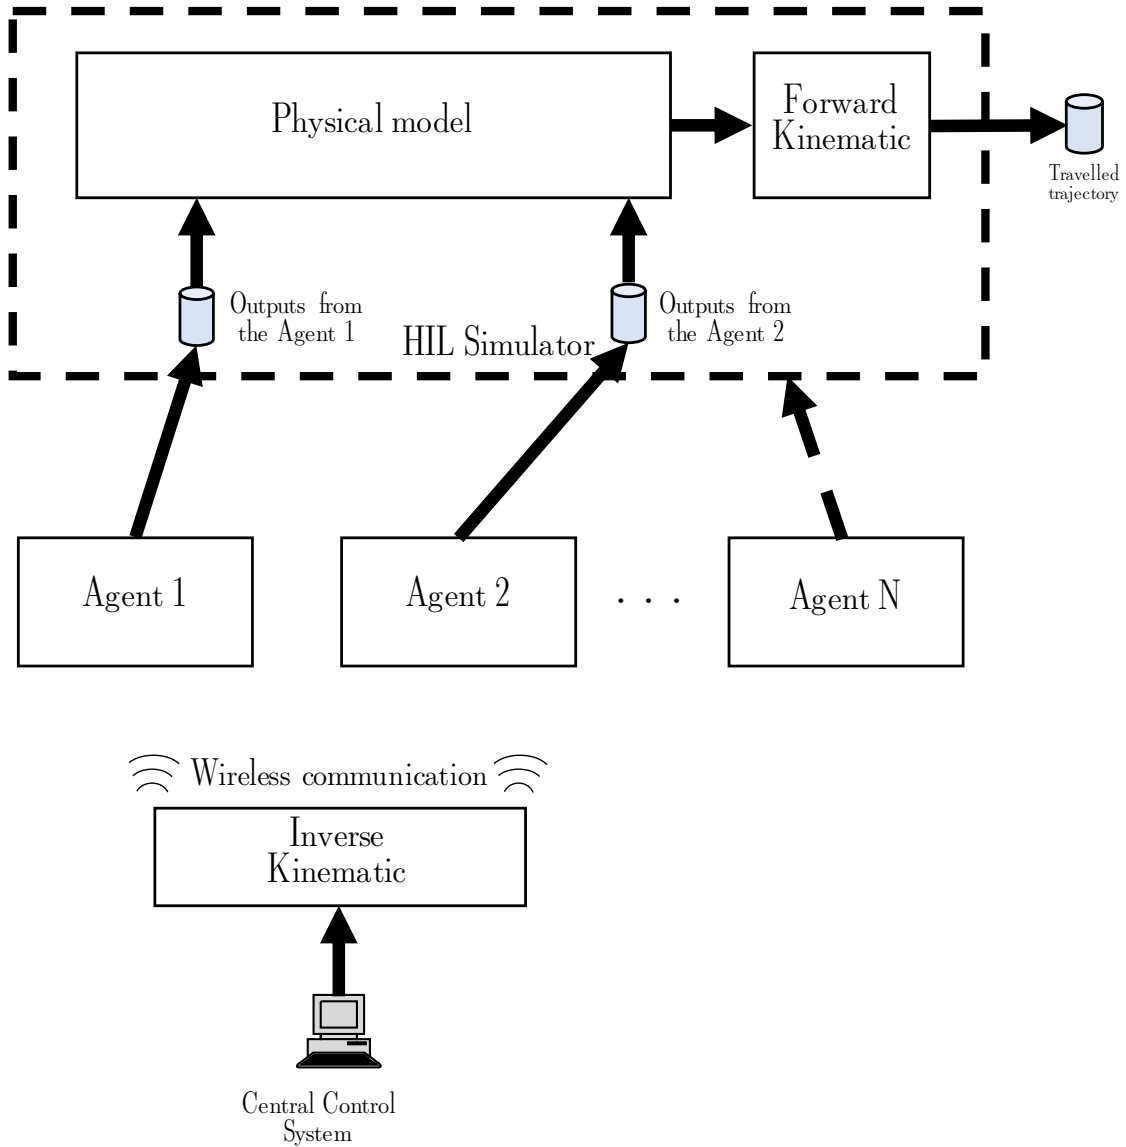 Physical model
Forward
Kinematic
Travelled
trajectory
Outputs from
the Agent 1
Outputs from
the Agent 2
HIL Simulator
Agent 1
Agent 2
. . .
Agent N
Wireless communication
Inverse
Kinematic
Central Control
System